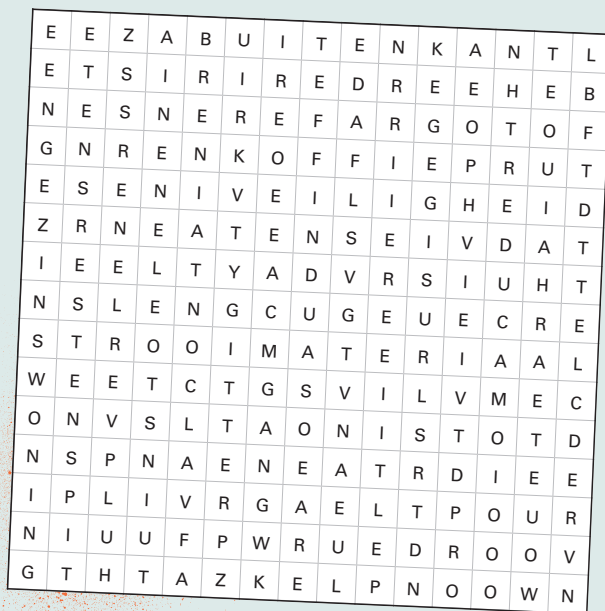 E E Z A B U I T E N K A N T L
E T S I R I R E D R E E H E B
N E S N E R E F A R G O T O F
G N R E N K O F F I E P R U T
E S E N I V E I L I G H E I D
Z R N E A T E N S E I V D A T
I E E L T Y A D V R S I U H T
N S L E N G C U G E U E C R E
S T R O O I M A T E R I A A L
W E E T C T G S V I L V M E C
O N V S L T A O N I S T O T D
N S P N A E N E A T R D I E E
I P L I V R G A E L T P O U R
N I U U F P W R U E D R O O V
G T H T A Z K E L P N O O W N